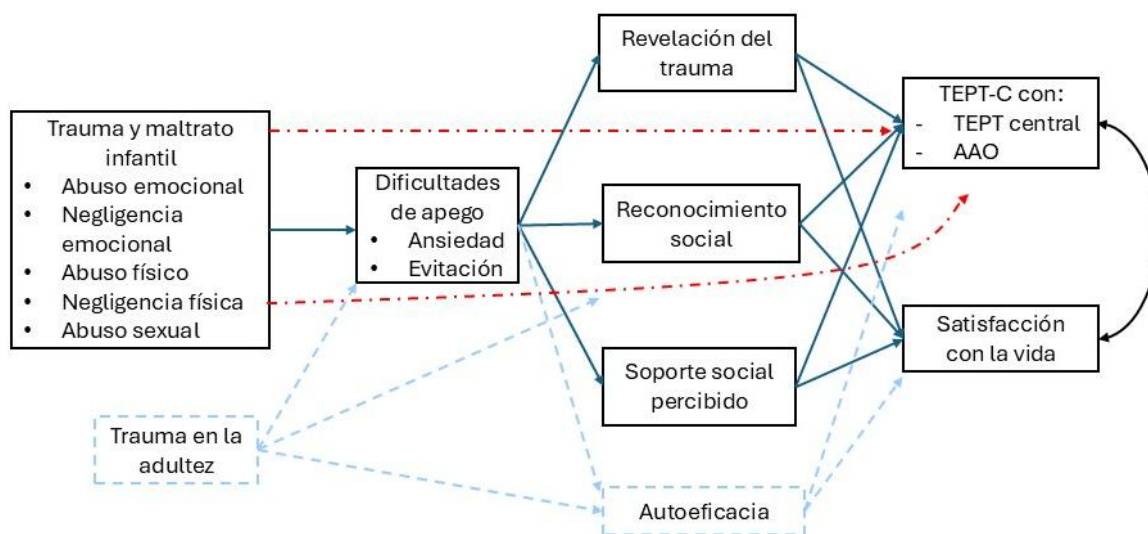 Trauma y maltrato
infantil
• Abuso emocional
• Negligencia
emocional
• Abuso físico
• Negligencia física
• Abuso sexual
Trauma en la
adultez
Dificultades
de apego
• Ansiedad
• Evitación
Revelación del
trauma
Reconocimiento
social
Soporte social
percibido
Autoeficacia
TEPT-C con:
- TEPT central
- AAO
Satisfacción
con la vida